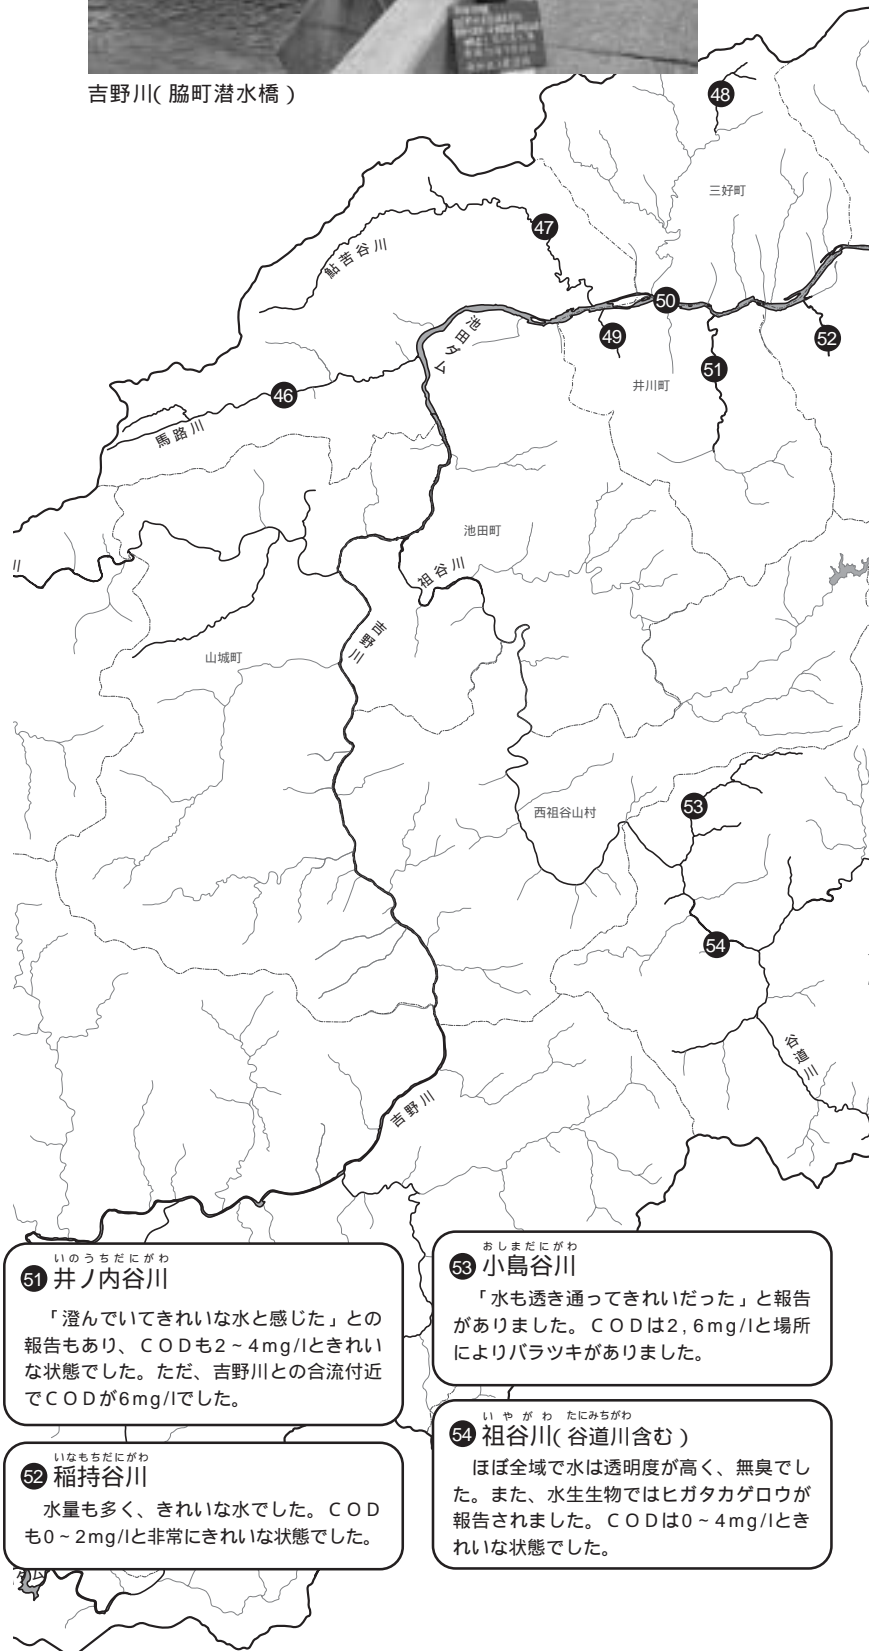 吉野川(脇町潜水橋)
48
三好町
47
鮎苦谷川
50
池田ダム
49
52
51
井川町
46
馬路川
池田町
祖谷川
川
吉野川
山城町
53
西祖谷山村
54
谷道川
吉野川
いのうちだにがわ
51 井ノ内谷川
「澄んでいてきれいな水と感じた」との
報告もあり、CODも2~4mg/lときれい
な状態でした。ただ、吉野川との合流付近
でCODが6mg/lでした。
いなもちだにがわ
52 稲持谷川
水量も多く、きれいな水でした。COD
も0~2mg/lと非常にきれいな状態でした。
おしまだにがわ
53 小島谷川
「水も透き通ってきれいだった」と報告
がありました。CODは2,6mg/lと場所
によりバラツキがありました。
いやがわ たにみちがわ
54 祖谷川(谷道川含む)
ほぼ全域で水は透明度が高く、無臭でし
た。また、水生生物ではヒガタカゲロウが
報告されました。CODは0~4mg/lとき
れいな状態でした。